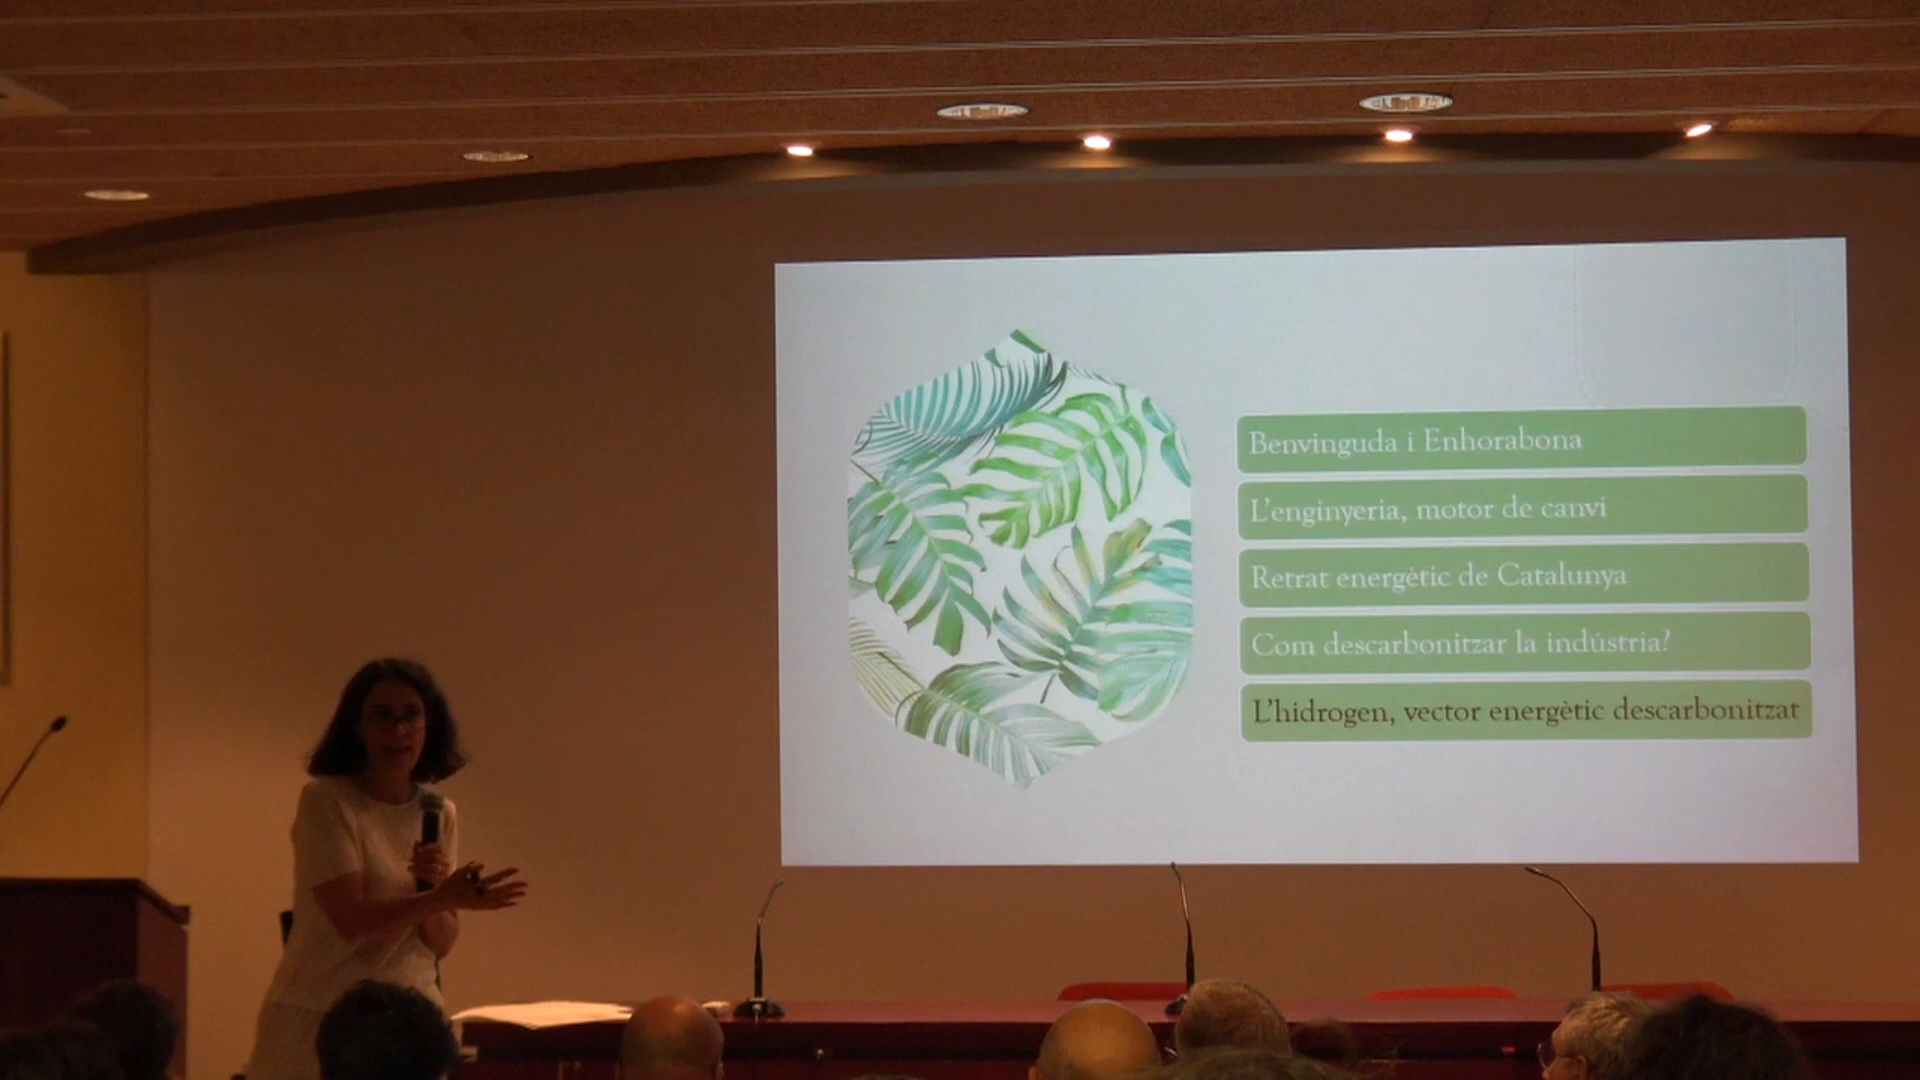 Benvinguda i Enhorabona
L'enginyeria, motor de canvi
Retrat energètic de Catalunya
Com descarbonitzar la indústria?
L'hidrogen, vector energètic descarbonitzat